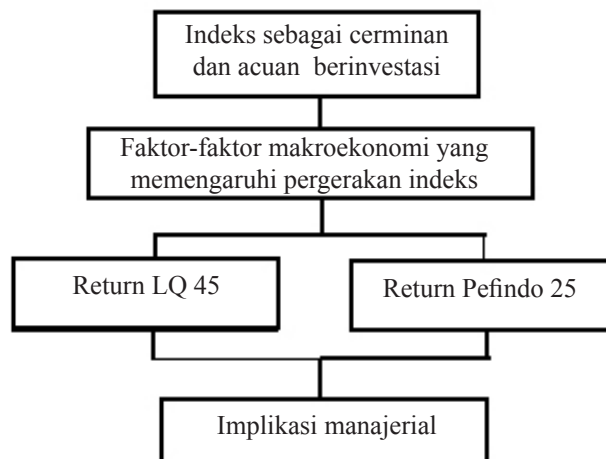 Indeks sebagai cerminan
dan acuan berinvestasi
Faktor-faktor makroekonomi yang
memengaruhi pergerakan indeks
Return LQ 45
Return Pefindo 25
Implikasi manajerial